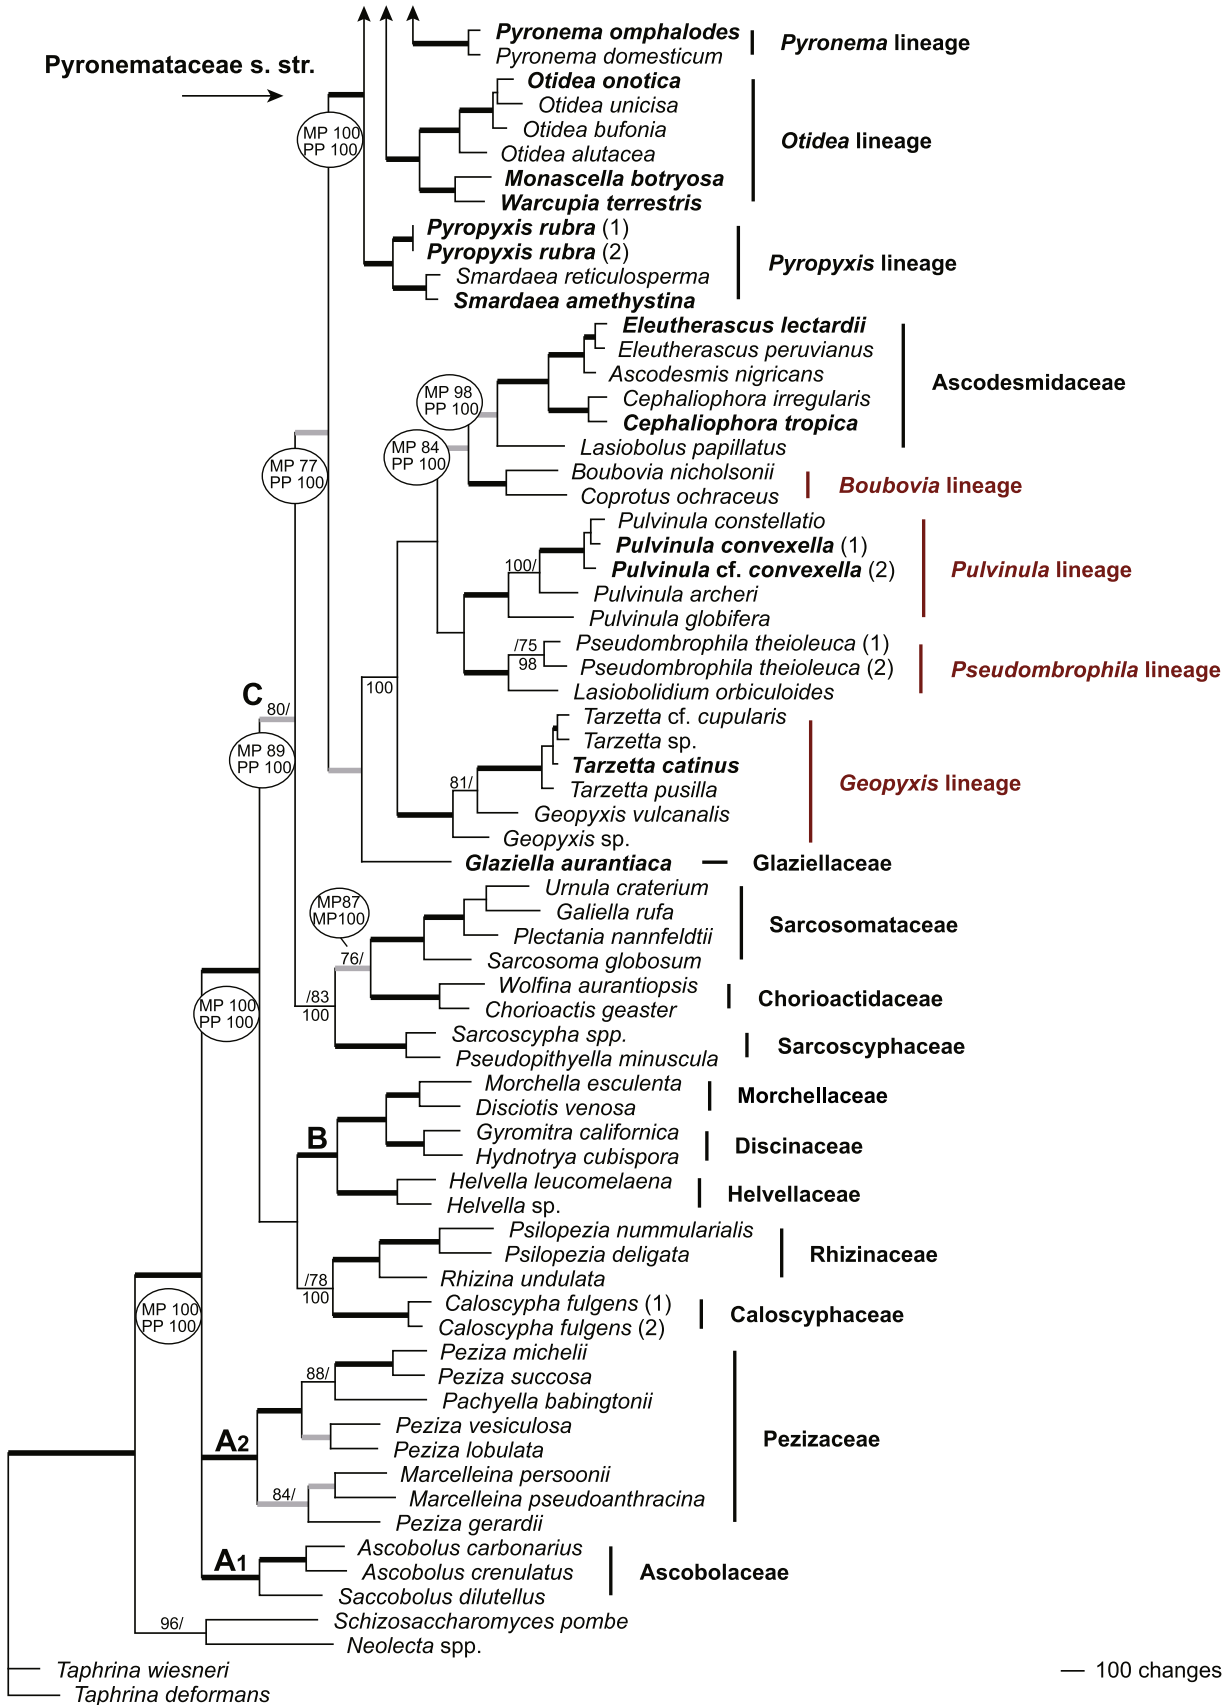 Pyronema omphalodes
Pyronema domesticum
Pyronema lineage
Pyronemataceae s. str.
MP 100
PP 100
Otidea onotica
Otidea unicisa
Otidea bufonia
Otidea alutacea
Monascella botryosa
Warcupia terrestris
Otidea lineage
Pyropyxis rubra (1)
Pyropyxis rubra (2)
Smardaea reticulosperma
Smardaea amethystina
Pyropyxis lineage
Eleutherascus lectardii
Eleutherascus peruvianus
Ascodesmis nigricans
Cephaliophora irregularis
Cephaliophora tropica
Lasiobolus papillatus
Ascodesmidaceae
MP 98
PP 100
MP 84
PP 100
MP 77
PP 100
Boubovia nicholsonii
Coprotus ochraceus
Boubovia lineage
Pulvinula constellatio
Pulvinula convexella (1)
Pulvinula cf. convexella (2)
Pulvinula archeri
Pulvinula globifera
100/
Pulvinula lineage
Pseudombrophila theioleuca (1)
Pseudombrophila theioleuca (2)
Lasiobolidium orbiculoides
/75
98
Pseudombrophila lineage
100
C
80/
MP 89
PP 100
Tarzetta cf. cupularis
Tarzetta sp.
Tarzetta catinus
Tarzetta pusilla
Geopyxis vulcanalis
Geopyxis sp.
81/
Geopyxis lineage
Glaziella aurantiaca
Glaziellaceae
MP87
MP100
76/
Urnula craterium
Galiella rufa
Plectania nannfeldtii
Sarcosoma globosum
Sarcosomataceae
Wolfina aurantiopsis
Chorioactis geaster
Chorioactidaceae
/83
100
Sarcoscypha spp.
Pseudopithyella minuscula
Sarcoscyphaceae
MP 100
PP 100
Morchella esculenta
Disciotis venosa
Morchellaceae
B
Gyromitra californica
Hydnotrya cubispora
Discinaceae
Helvella leucomelaena
Helvella sp.
Helvellaceae
Psilopezia nummularialis
Psilopezia deligata
Rhizina undulata
Rhizinaceae
/78
100
Caloscypha fulgens (1)
Caloscypha fulgens (2)
Caloscyphaceae
MP 100
PP 100
Peziza michelii
Peziza succosa
Pachyella babingtonii
88/
Peziza vesiculosa
Peziza lobulata
A2
Marcelleina persoonii
Marcelleina pseudoanthracina
Peziza gerardii
84/
Pezizaceae
A1
Ascobolus carbonarius
Ascobolus crenulatus
Saccobolus dilutellus
Ascobolaceae
96/
Schizosaccharomyces pombe
Neolecta spp.
Taphrina wiesneri
Taphrina deformans
100 changes